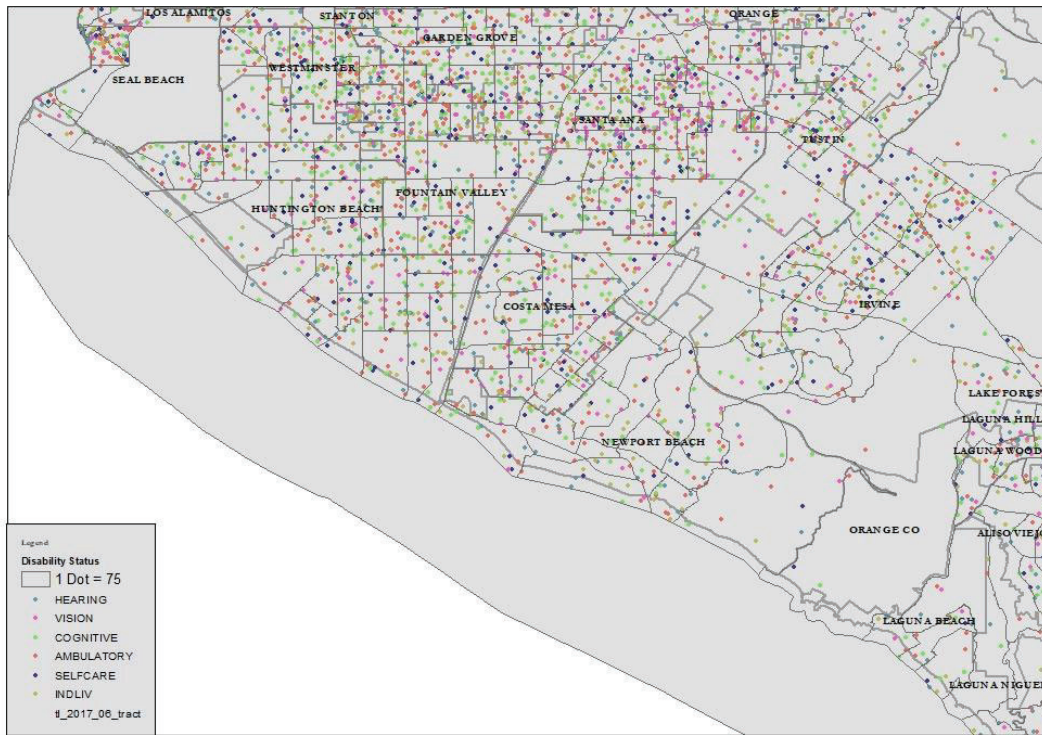 LOS ALAMITOS
STANTON
ORANGE
GARDEN GROVE
WESTMINSTER
SEAL BEACH
SANTA ANA
TUSTIN
FOUNTAIN VALLEY
HUNTINGTON BEACH
COSTA MESA
IRVINE
LAKE FOREST
LAGUNA HILL
NEWPORT BEACH
LAGUNA WOOD
ORANGE CO
ALISO VIEJO
LAGUNA BEACH
LAGUNA NIGUE
Legend
Disability Status
1 Dot = 75
HEARING
VISION
COGNITIVE
AMBULATORY
SELFCARE
INDLIV
tl_2017_06_tract